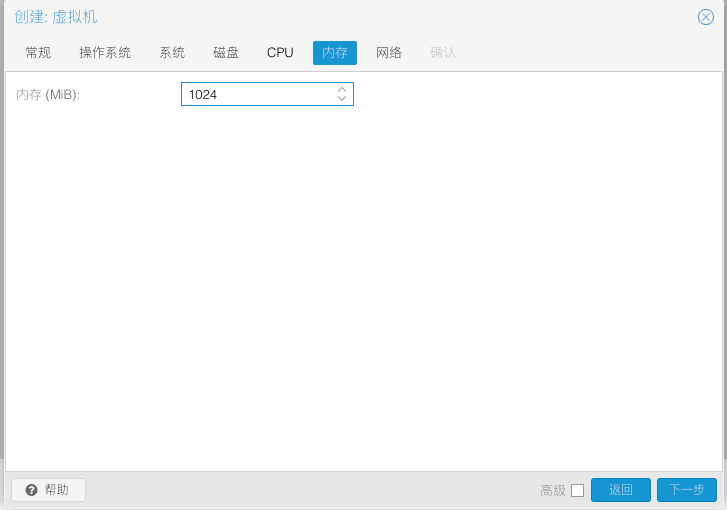 创建: 虚拟机
常规 操作系统 系统 磁盘 CPU 内存 网络 确认
内存 (MiB): 1024
帮助 高级 返回 下一步